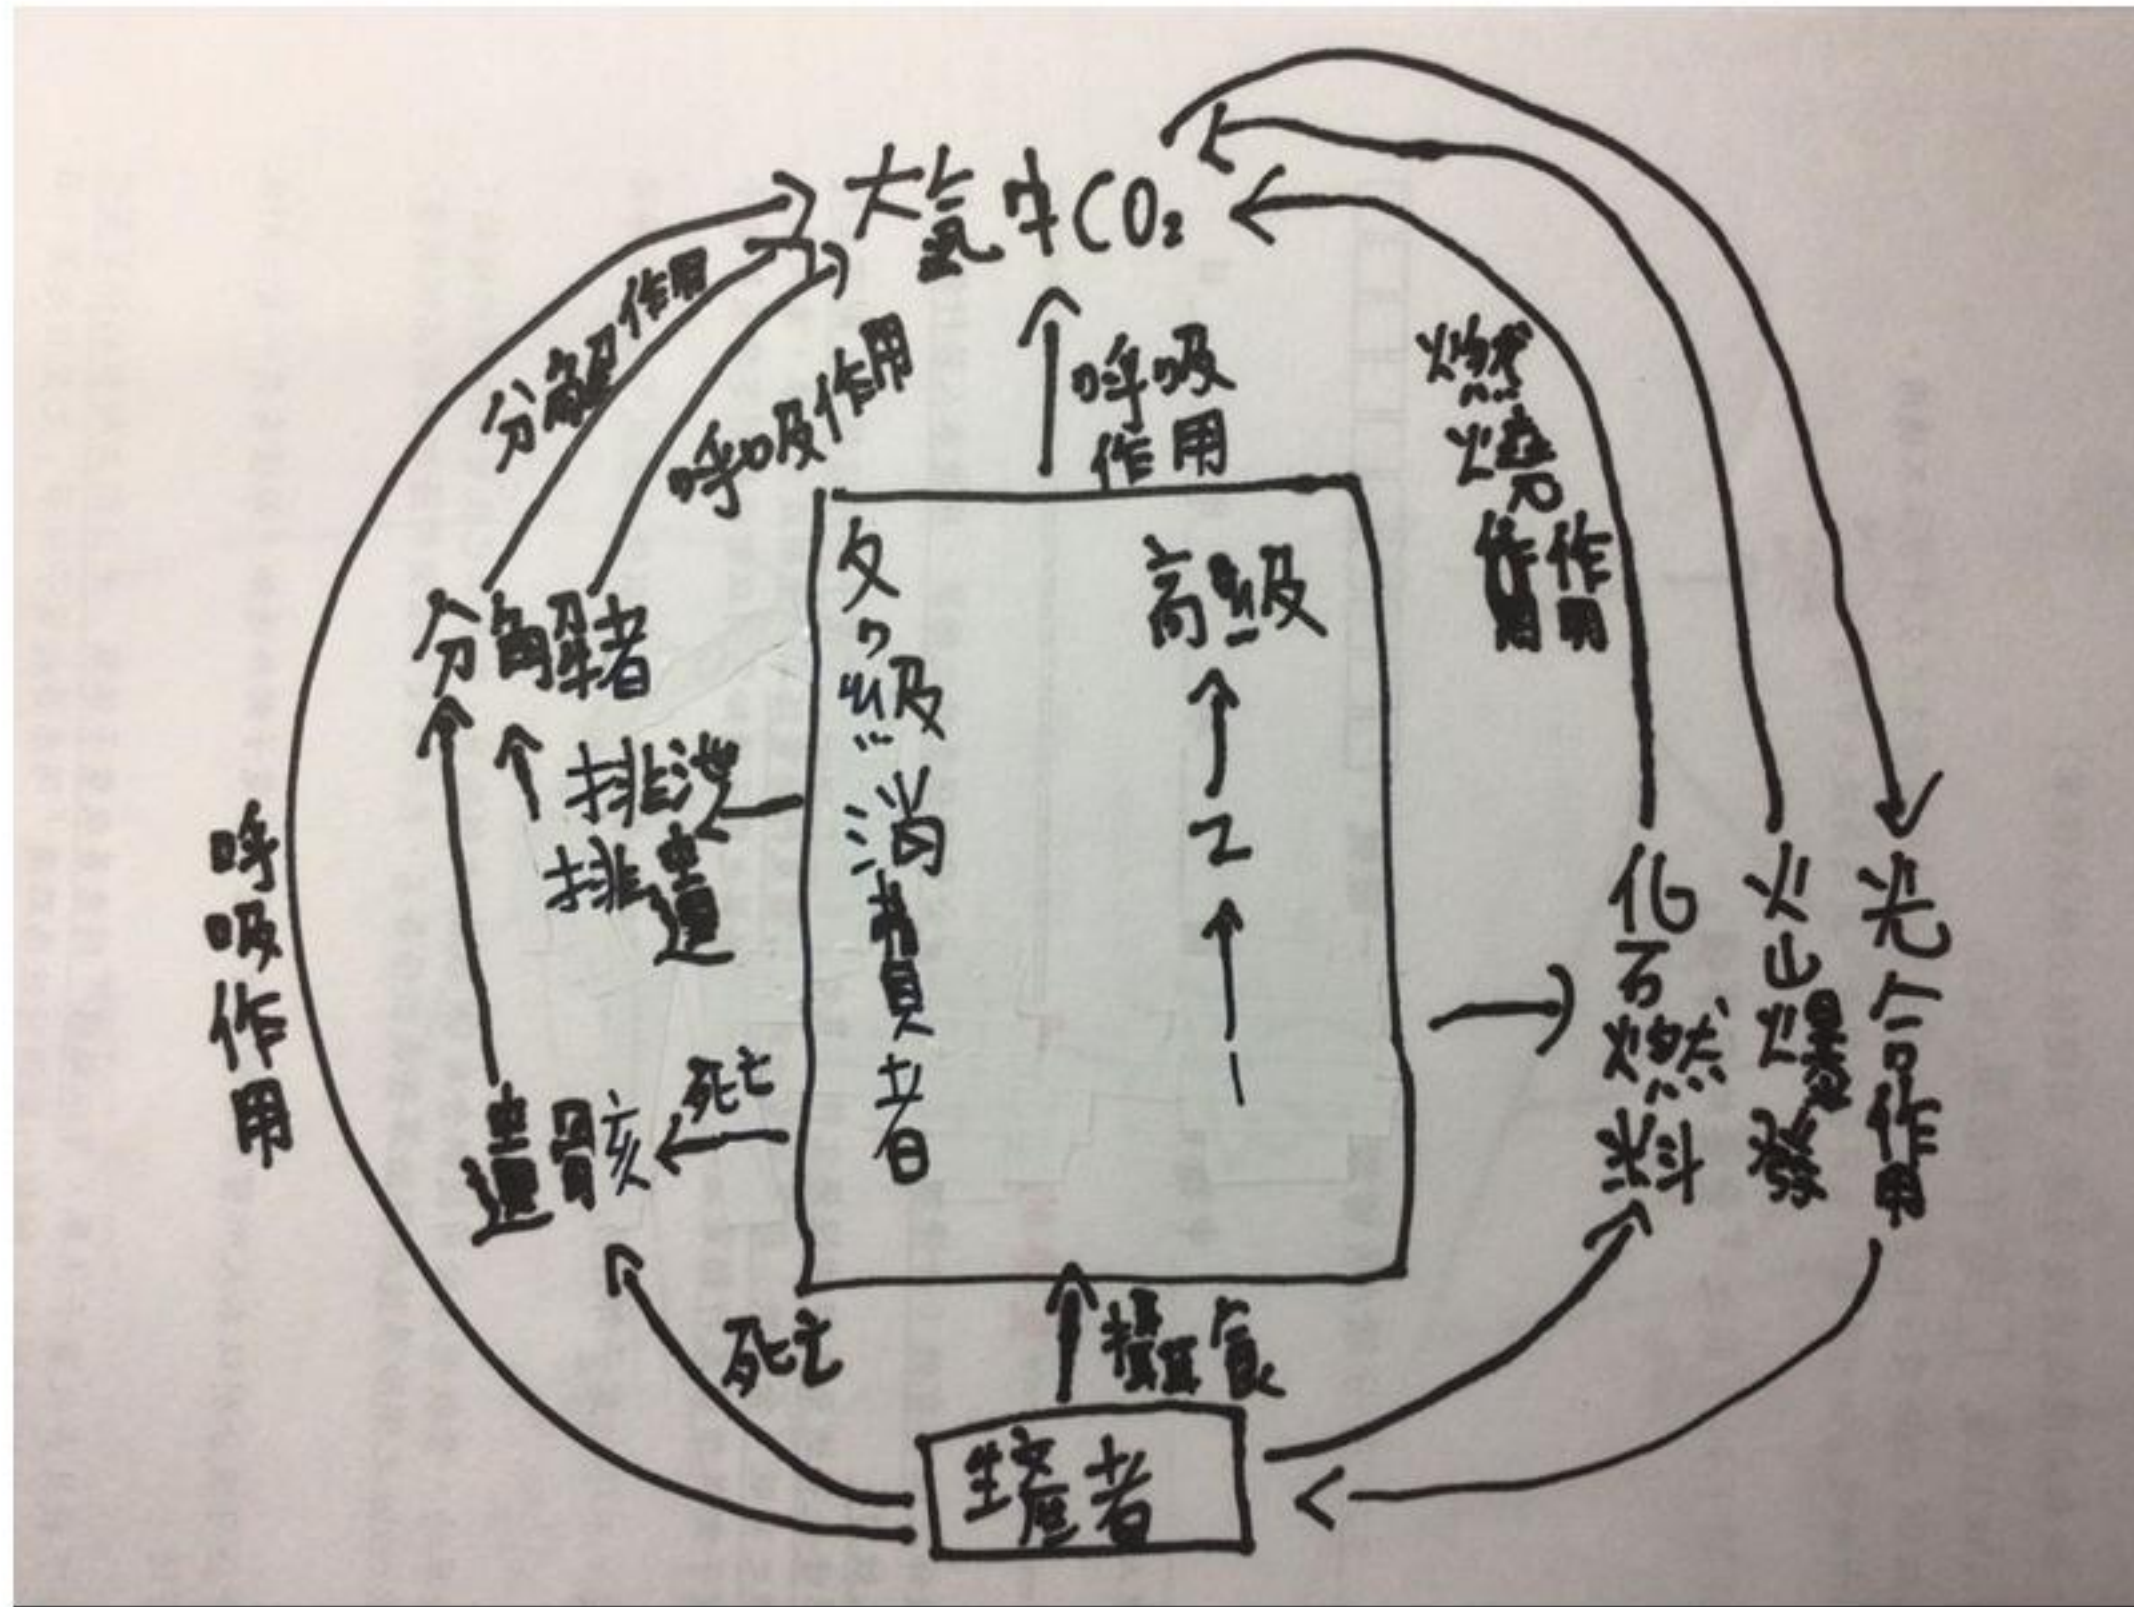 大氣中CO₂
分解作用
呼吸作用
呼吸作用
燃燒作用
分解者
各級消費者
高級
2
1
排泄
排遺
呼吸作用
死亡
遺骸
化石燃料
火山爆發
光合作用
死亡
攝食
生產者